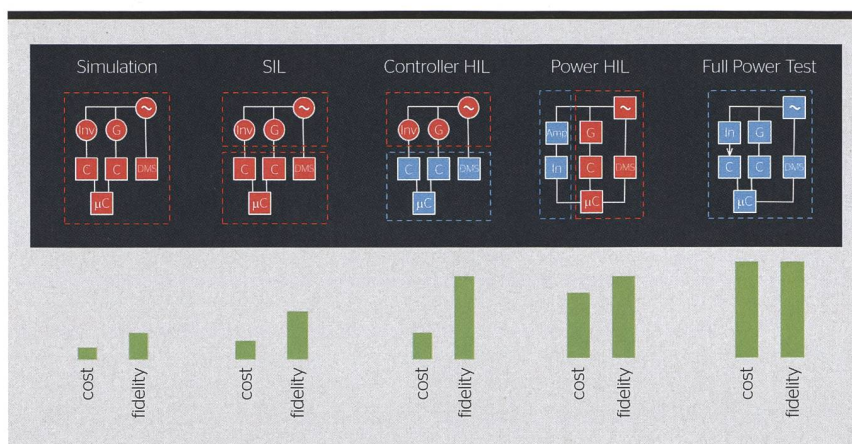 Simulation
SIL
Controller HIL
Power HIL
Full Power Test
~
Inv
G
C
C
DMS
µC
~
Inv
G
C
C
DMS
µC
~
Inv
G
C
C
DMS
µC
~
Amp
G
In
C
DMS
µC
~
In
G
C
C
DMS
µC
cost
fidelity
cost
fidelity
cost
fidelity
cost
fidelity
cost
fidelity